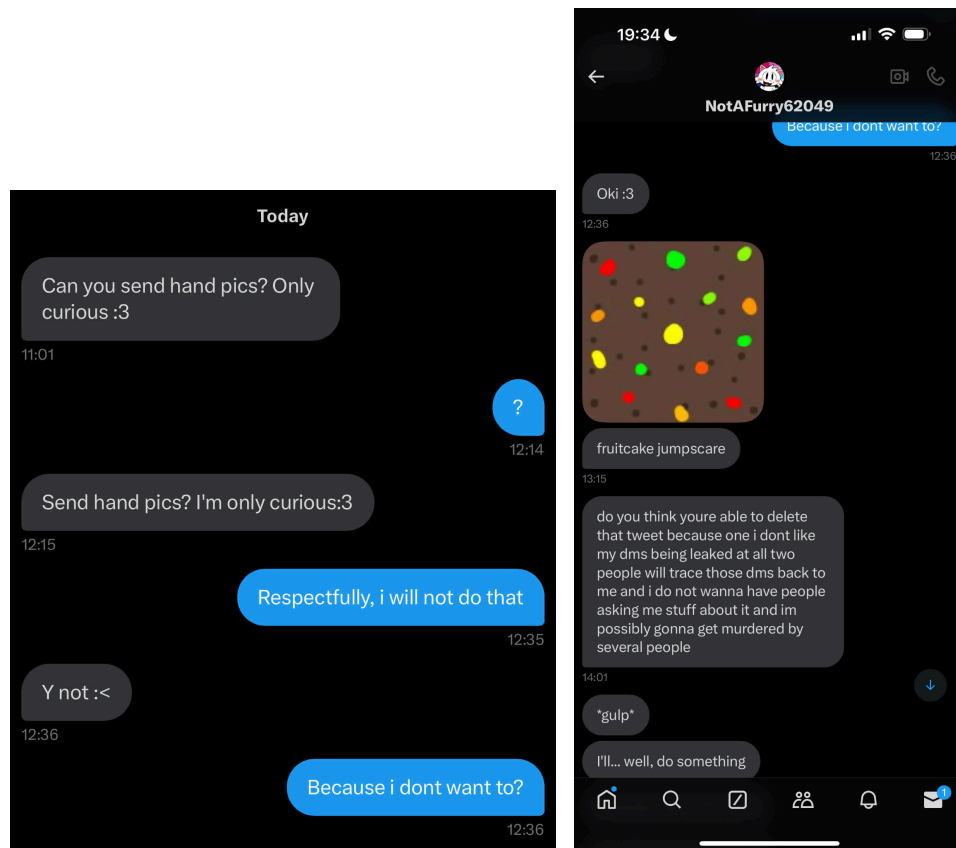 Today
Can you send hand pics? Only
curious :3
11:01
?
12:14
Send hand pics? I'm only curious:3
12:15
Respectfully, i will not do that
12:35
Y not :<
12:36
Because i dont want to?
12:36
19:34
NotAFurry62049
Because i dont want to?
12:36
Oki :3
12:36
fruitcake jumpscare
13:15
do you think youre able to delete
that tweet because one i dont like
my dms being leaked at all two
people will trace those dms back to
me and i do not wanna have people
asking me stuff about it and im
possibly gonna get murdered by
several people
14:01
*gulp*
I'll... well, do something
1